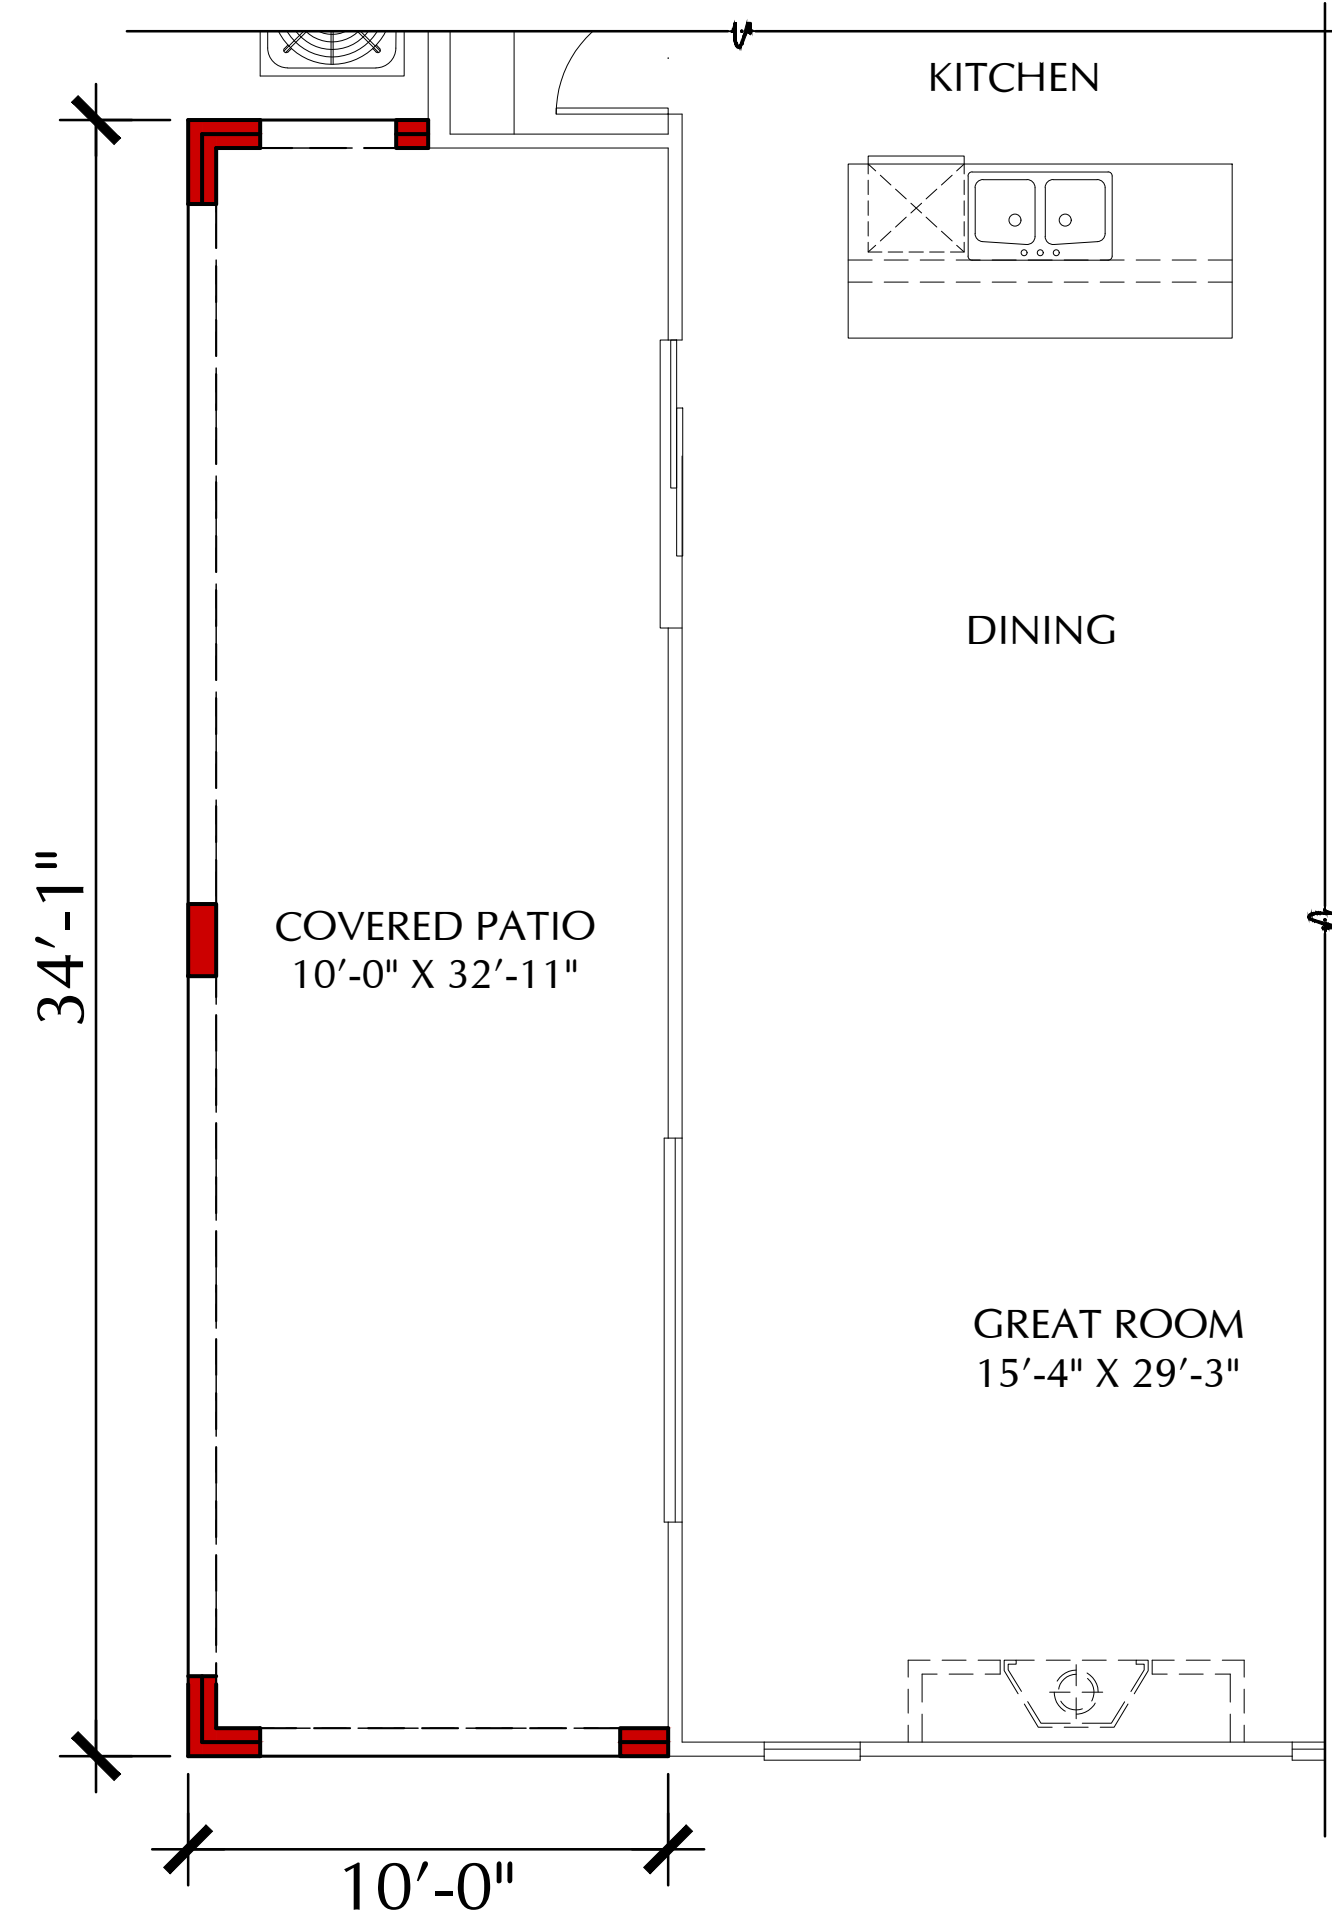 KITCHEN
DINING
34'-1"
COVERED PATIO
10'-0" X 32'-11"
GREAT ROOM
15'-4" X 29'-3"
10'-0"